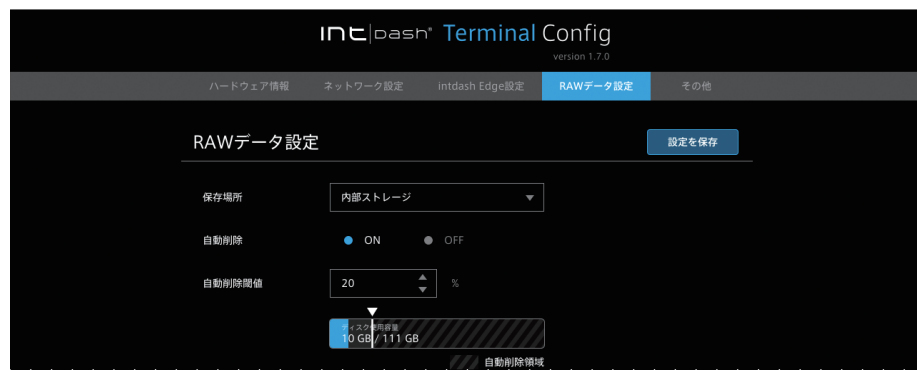 intdash® Terminal Config
version 1.7.0
ハードウェア情報 ネットワーク設定 intdash Edge設定 RAWデータ設定 その他
RAWデータ設定 設定を保存
保存場所 内部ストレージ
自動削除 ON OFF
自動削除閾値 20 %
ディスク使用容量
10 GB / 111 GB
自動削除領域